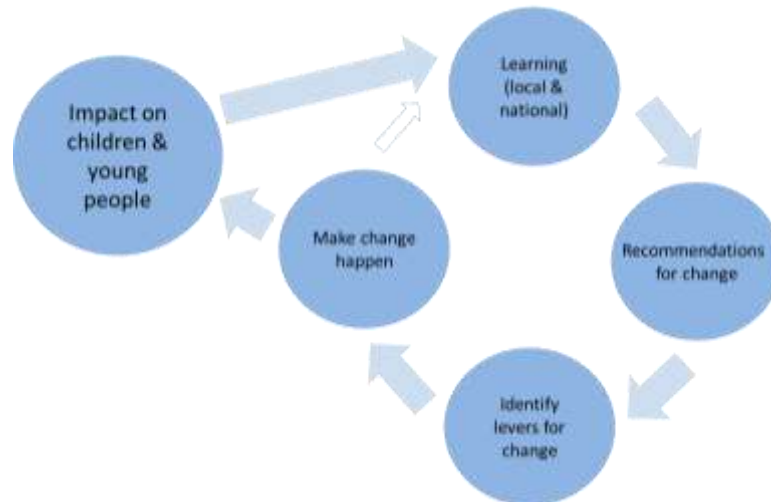 Learning
(local &
national)
Impact on
children &
young
people
Make change
happen
Recommendations
for change
Identify
levers for
change